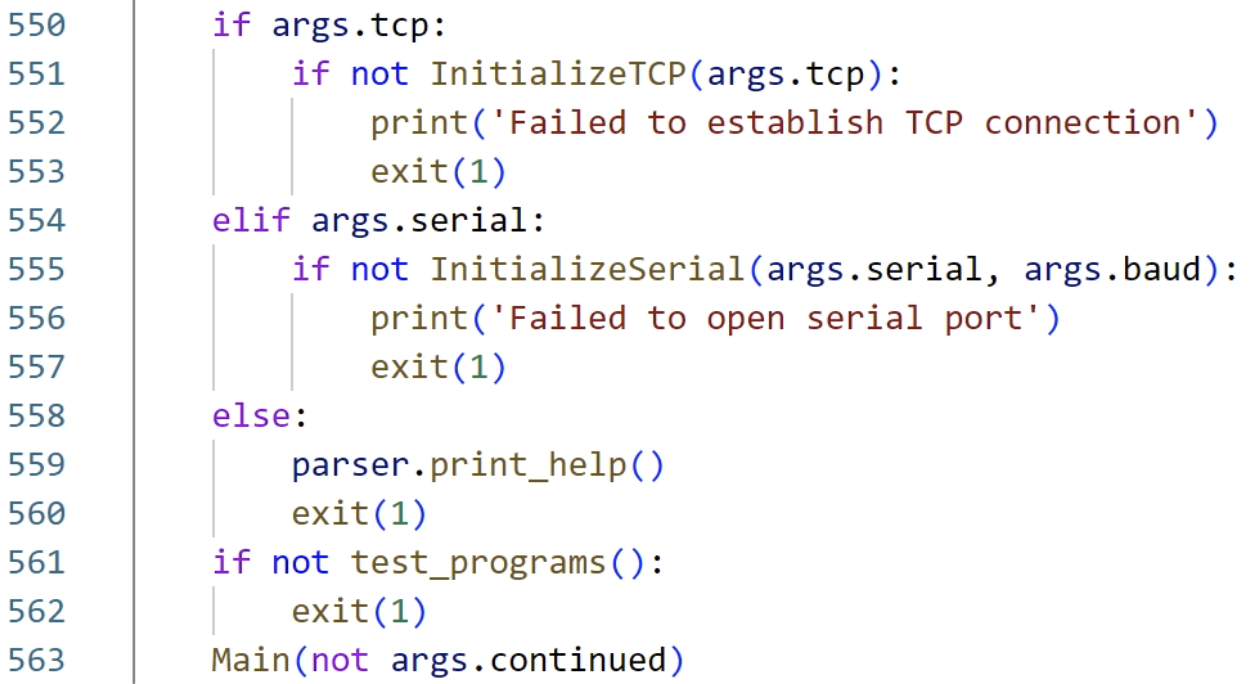 550 if args.tcp:
551 if not InitializeTCP(args.tcp):
552 print('Failed to establish TCP connection')
553 exit(1)
554 elif args.serial:
555 if not InitializeSerial(args.serial, args.baud):
556 print('Failed to open serial port')
557 exit(1)
558 else:
559 parser.print_help()
560 exit(1)
561 if not test_programs():
562 exit(1)
563 Main(not args.continued)